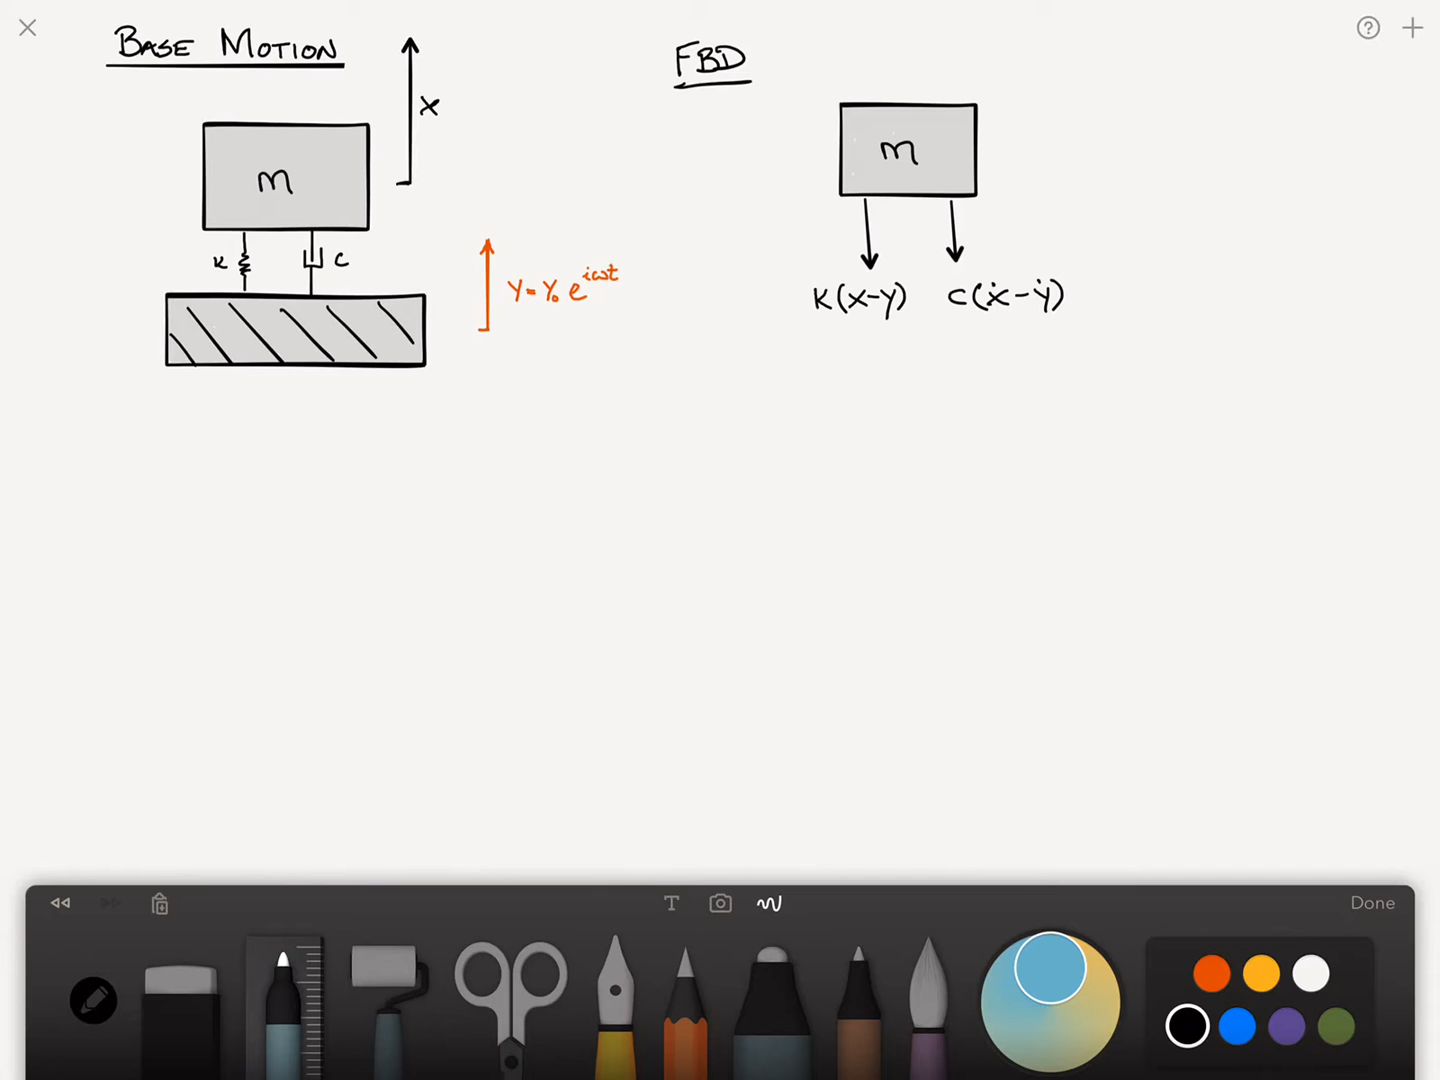 BASE MOTION
x
m
k
c
y = y₀ e^{iωt}
FBD
m
k(x-y) c(ẋ-ẏ)
T
Done